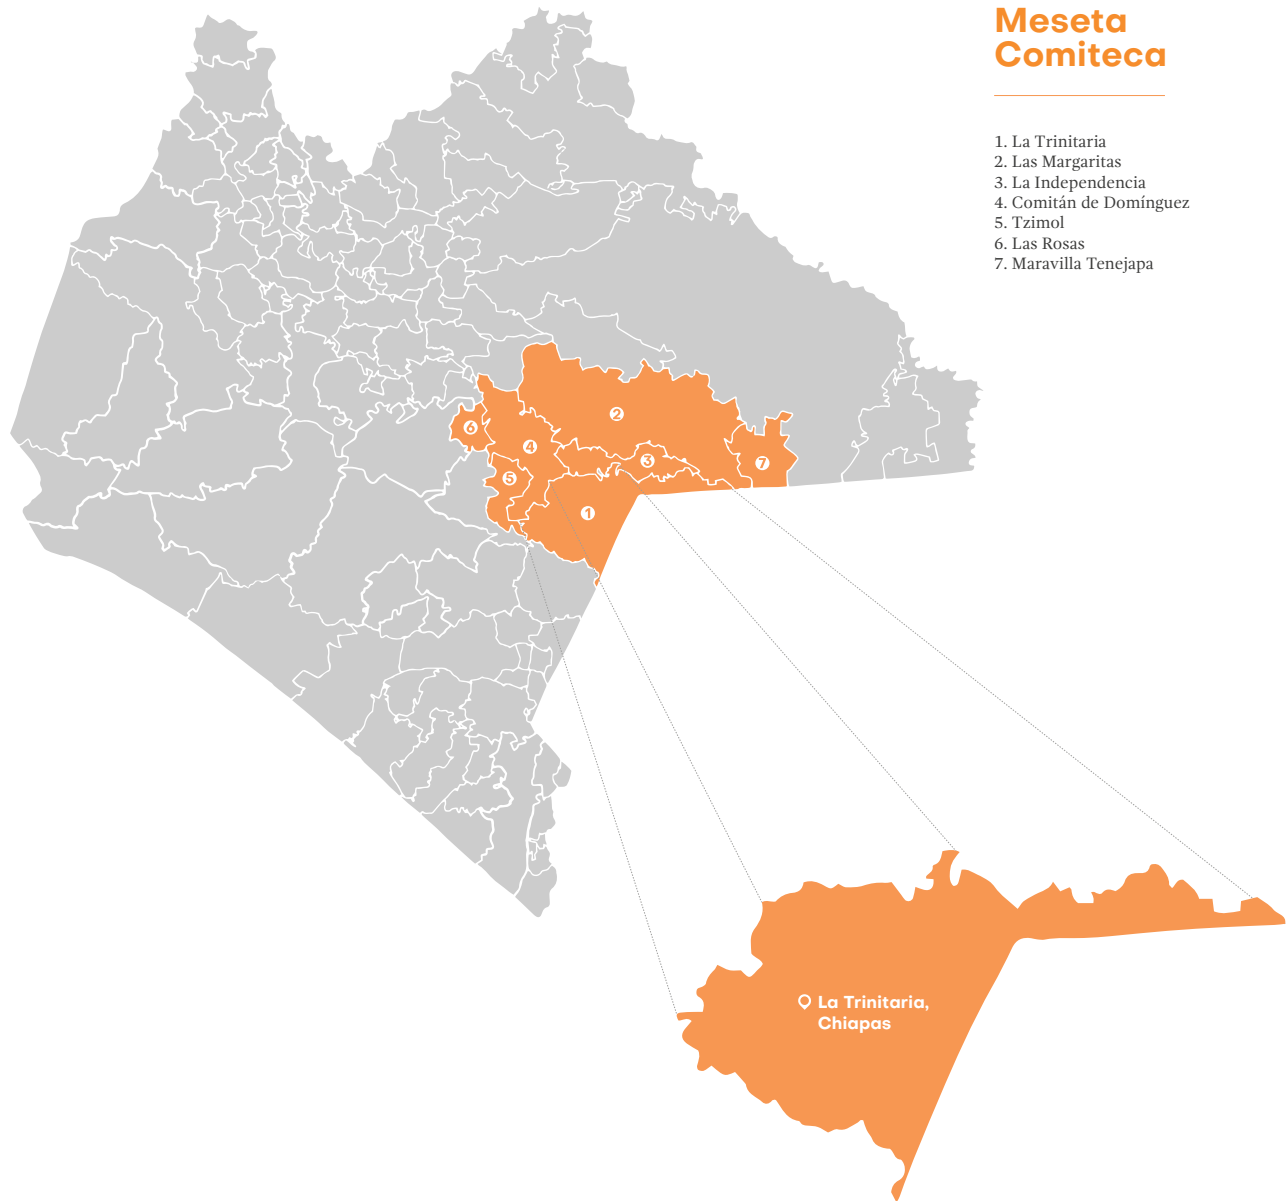 Meseta
Comiteca
1. La Trinitaria
2. Las Margaritas
3. La Independencia
4. Comitán de Domínguez
5. Tzimol
6. Las Rosas
7. Maravilla Tenejapa
2
6
4
3
7
5
1
La Trinitaria,
Chiapas